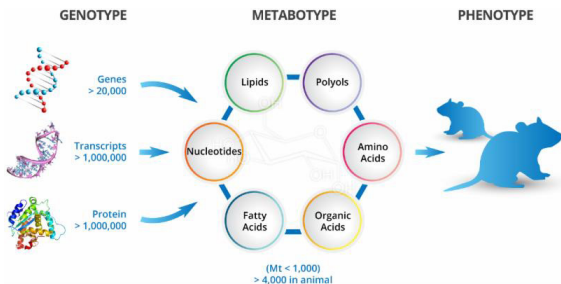 GENOTYPE
METABOTYPE
PHENOTYPE
Genes
> 20,000
Transcripts
> 1,000,000
Protein
> 1,000,000
Lipids
Polyols
Nucleotides
Amino
Acids
Fatty
Acids
Organic
Acids
(Mt < 1,000)
> 4,000 in animal